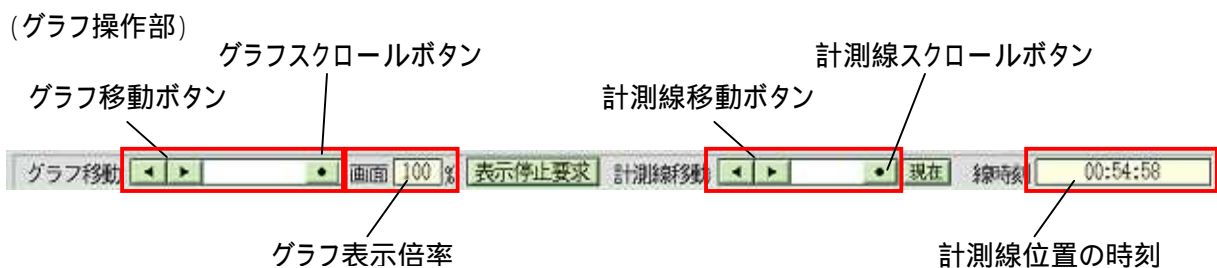 (グラフ操作部)
グラフスクロールボタン 計測線スクロールボタン
グラフ移動ボタン 計測線移動ボタン
グラフ移動 ◄ ► ● 画面 100 % 表示停止要求 計測線移動 ◄ ► ● 現在 線時刻 00:54:58
グラフ表示倍率 計測線位置の時刻